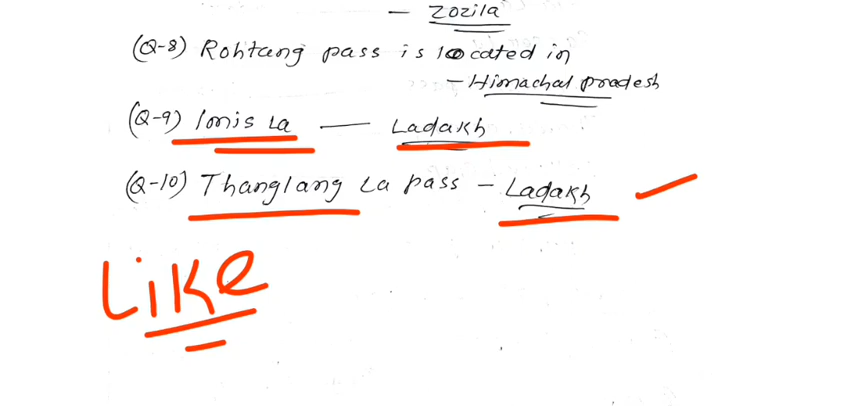 — Zozila
(Q-8) Rohtang pass is located in
— Himachal pradesh
(Q-9) Imis La — Ladakh
(Q-10) Thanglang La pass - Ladakh
Like